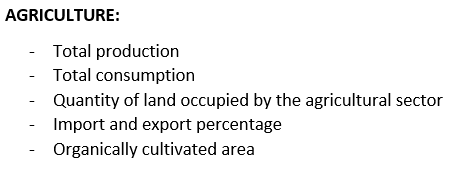 AGRICULTURE:
- Total production
- Total consumption
- Quantity of land occupied by the agricultural sector
- Import and export percentage
- Organically cultivated area